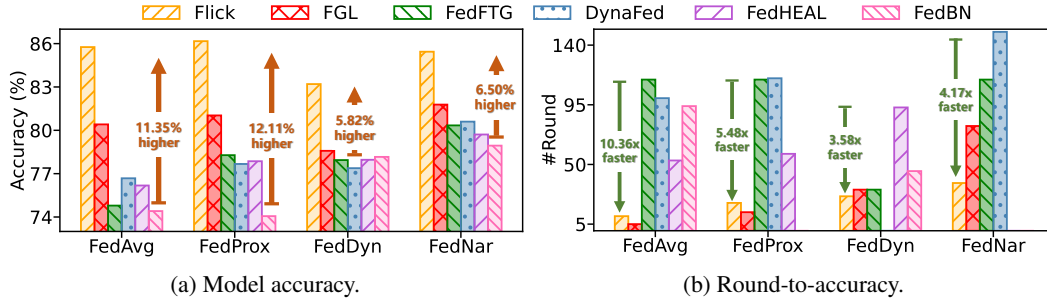 Flick FGL FedFTG DynaFed FedHEAL FedBN
(a)
86
83
80
77
74
Accuracy (%)
11.35%
higher
12.11%
higher
5.82%
higher
6.50%
higher
FedAvg FedProx FedDyn FedNar
(a) Model accuracy.
(b)
140
95
50
5
#Round
10.36x
faster
5.48x
faster
3.58x
faster
4.17x
faster
FedAvg FedProx FedDyn FedNar
(b) Round-to-accuracy.